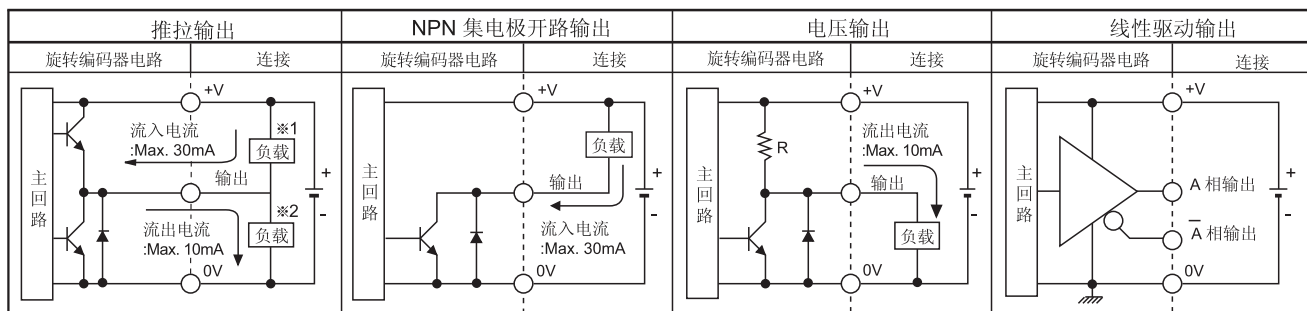 推拉输出
旋转编码器电路
连接
+V
※1
流入电流
:Max. 30mA
负载
主回路
输出
+
-
※2
流出电流
:Max. 10mA
负载
0V
NPN 集电极开路输出
旋转编码器电路
连接
+V
负载
主回路
输出
+
-
流入电流
:Max. 30mA
0V
电压输出
旋转编码器电路
连接
+V
流出电流
:Max. 10mA
R
主回路
输出
+
-
负载
0V
线性驱动输出
旋转编码器电路
连接
+V
主回路
A 相输出
+
-
A̅ 相输出
0V